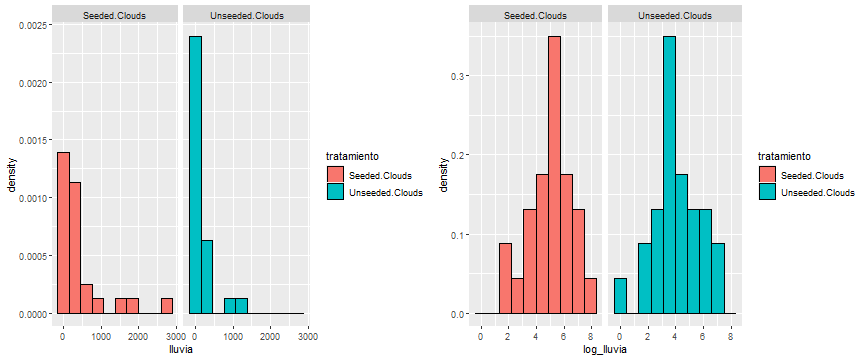 Seeded.Clouds Unseeded.Clouds
0.0025
0.0020
0.0015
0.0010
0.0005
0.0000
density
0 1000 2000 3000 0 1000 2000 3000
lluvia
tratamiento
Seeded.Clouds
Unseeded.Clouds
Seeded.Clouds Unseeded.Clouds
0.3
0.2
0.1
0.0
density
0 2 4 6 8 0 2 4 6 8
log_lluvia
tratamiento
Seeded.Clouds
Unseeded.Clouds